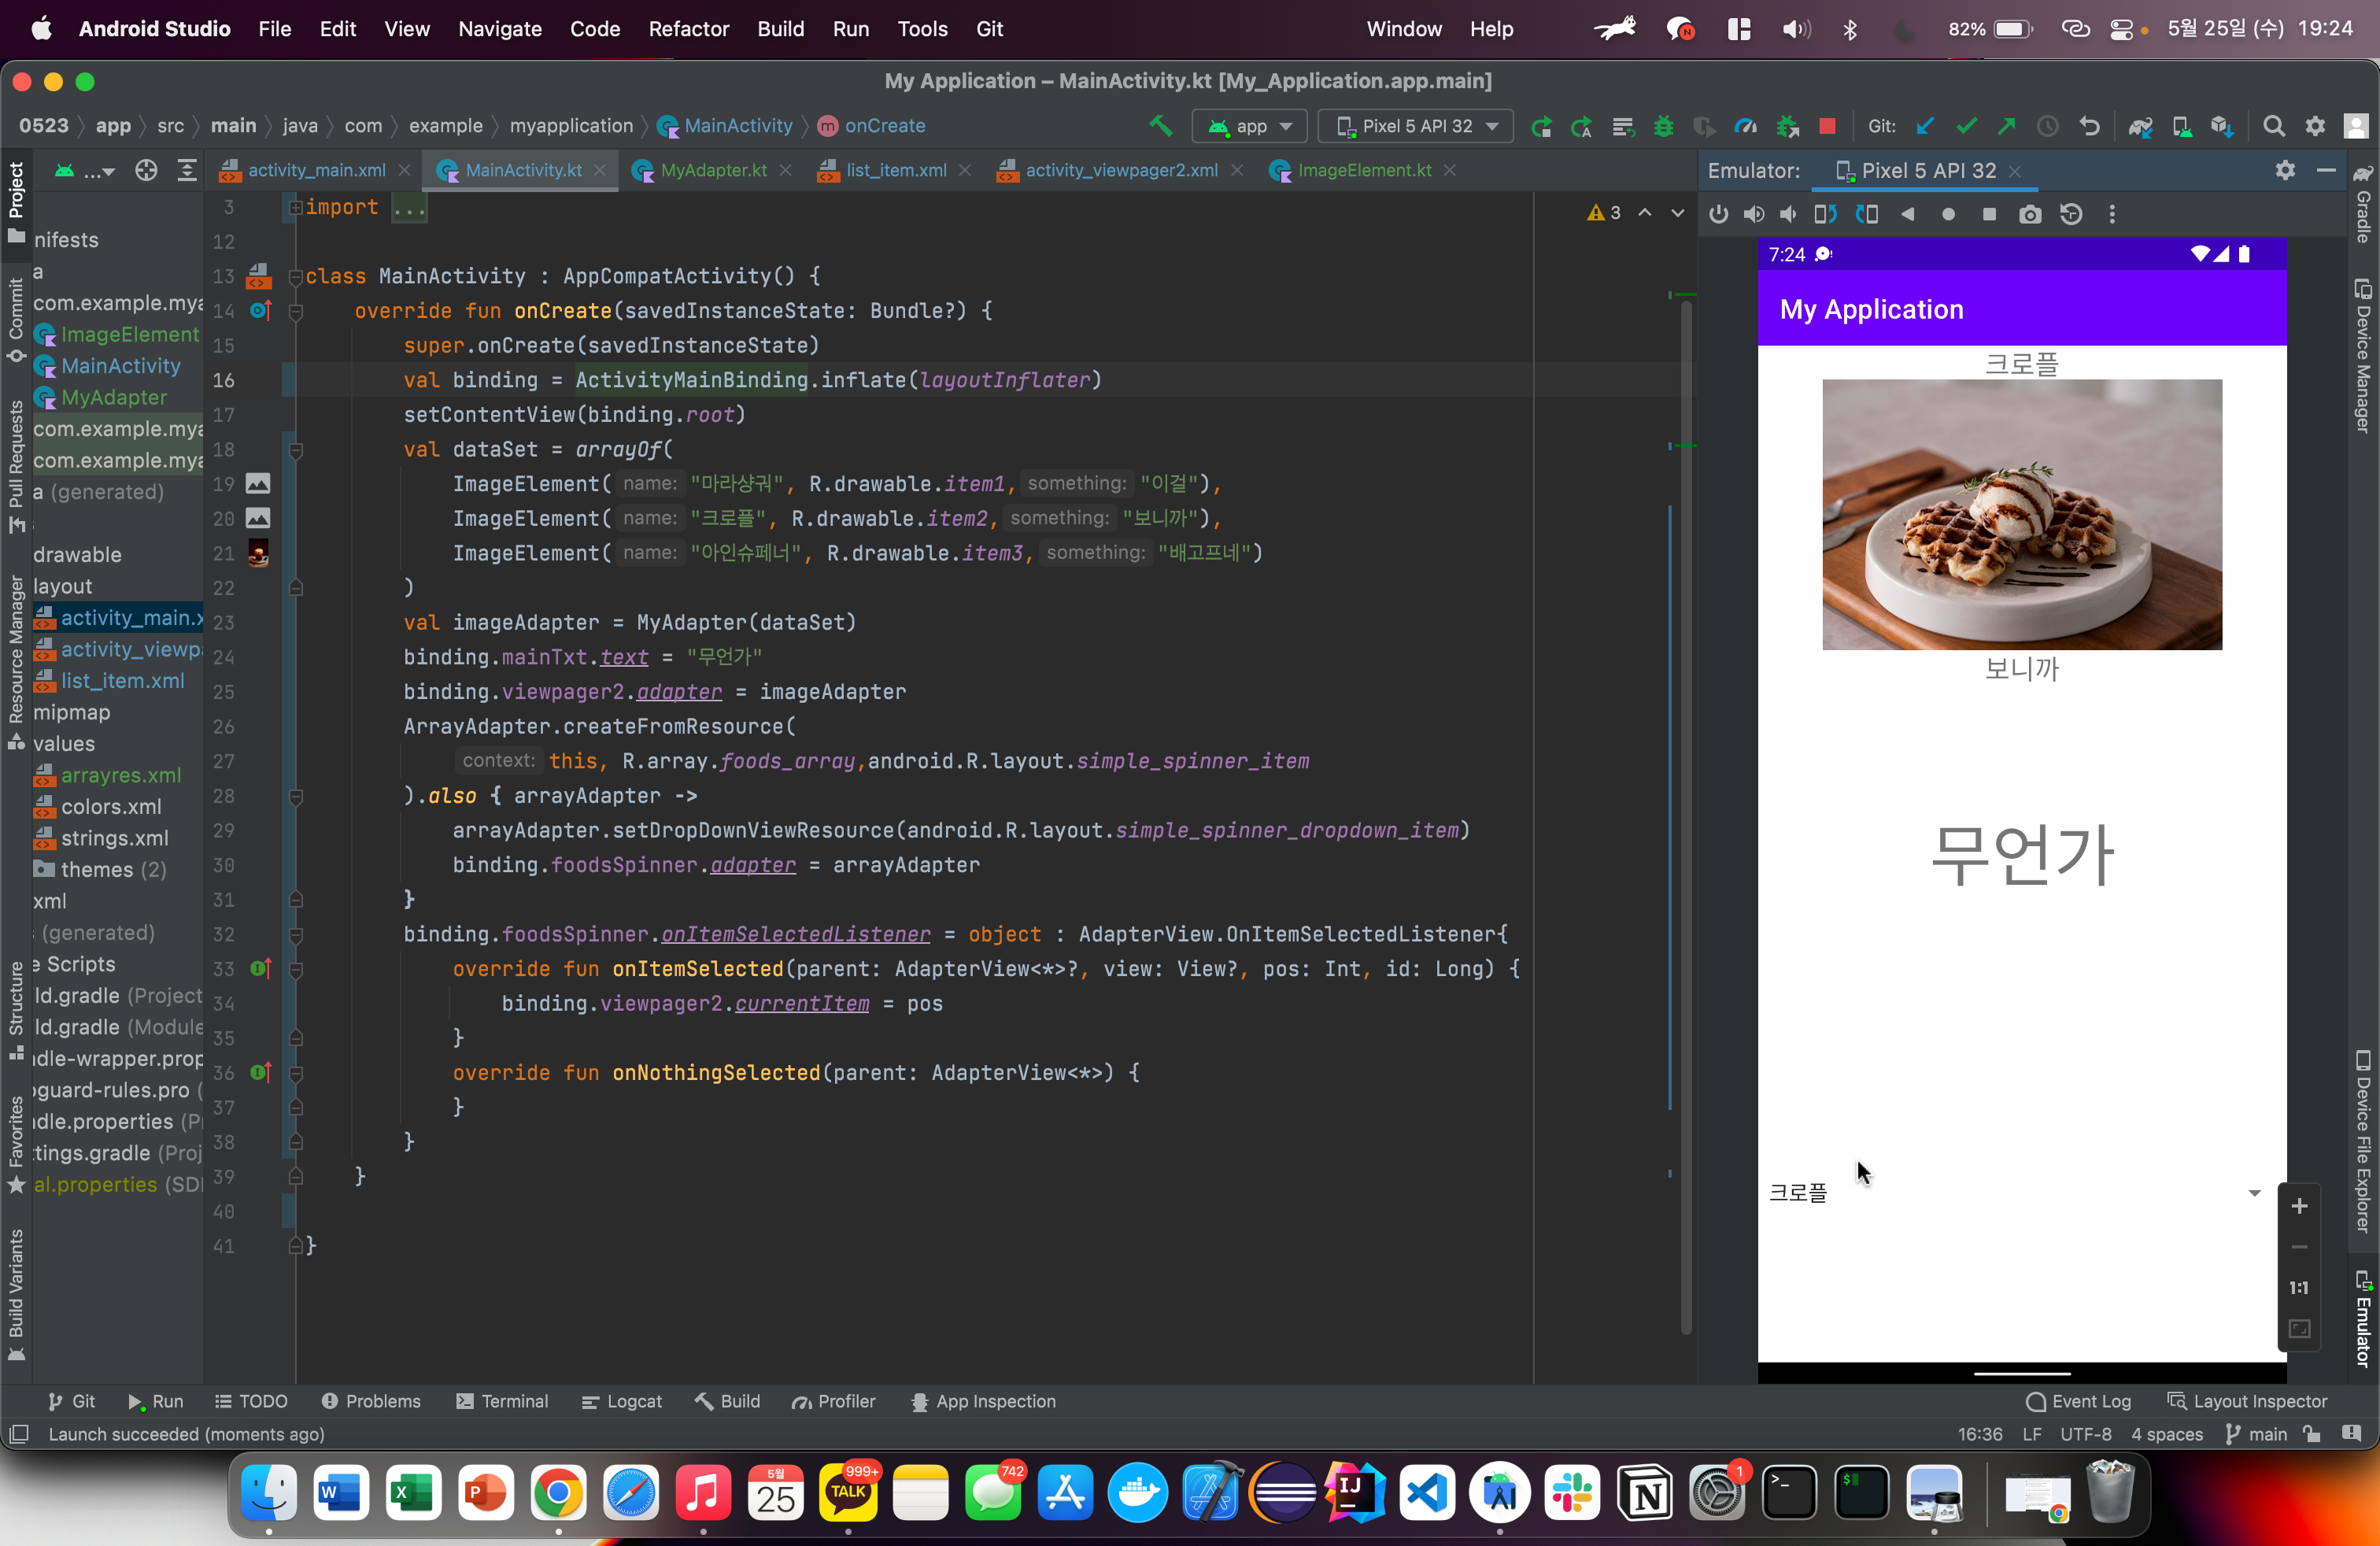 Android Studio File Edit View Navigate Code Refactor Build Run Tools Git Window Help 82% 5월 25일 (수) 19:24
My Application – MainActivity.kt [My_Application.app.main]
0523 app src main java com example myapplication MainActivity onCreate app Pixel 5 API 32 Git:
activity_main.xml MainActivity.kt MyAdapter.kt list_item.xml activity_viewpager2.xml ImageElement.kt
Emulator: Pixel 5 API 32
Project
Commit
Pull Requests
Resource Manager
Structure
Favorites
Build Variants
nifests
a
com.example.mya
ImageElement
MainActivity
MyAdapter
com.example.mya
com.example.mya
a (generated)
drawable
layout
activity_main.x
activity_viewp
list_item.xml
mipmap
values
arrayres.xml
colors.xml
strings.xml
themes (2)
xml
(generated)
e Scripts
ld.gradle (Project
ld.gradle (Module
dle-wrapper.prop
guard-rules.pro (
dle.properties (P
ttings.gradle (Proj
al.properties (SD
3 import ...
12
13 class MainActivity : AppCompatActivity() {
14 override fun onCreate(savedInstanceState: Bundle?) {
15 super.onCreate(savedInstanceState)
16 val binding = ActivityMainBinding.inflate(layoutInflater)
17 setContentView(binding.root)
18 val dataSet = arrayOf(
19 ImageElement( name: "마라샹궈", R.drawable.item1, something: "이걸"),
20 ImageElement( name: "크로플", R.drawable.item2, something: "보니까"),
21 ImageElement( name: "아인슈페너", R.drawable.item3, something: "배고프네")
22 )
23 val imageAdapter = MyAdapter(dataSet)
24 binding.mainTxt.text = "무언가"
25 binding.viewpager2.adapter = imageAdapter
26 ArrayAdapter.createFromResource(
27 context: this, R.array.foods_array,android.R.layout.simple_spinner_item
28 ).also { arrayAdapter ->
29 arrayAdapter.setDropDownViewResource(android.R.layout.simple_spinner_dropdown_item)
30 binding.foodsSpinner.adapter = arrayAdapter
31 }
32 binding.foodsSpinner.onItemSelectedListener = object : AdapterView.OnItemSelectedListener{
33 override fun onItemSelected(parent: AdapterView<*>?, view: View?, pos: Int, id: Long) {
34 binding.viewpager2.currentItem = pos
35 }
36 override fun onNothingSelected(parent: AdapterView<*>) {
37 }
38 }
39 }
40
41 }
3
7:24
My Application
크로플
보니까
무언가
크로플
1:1
Gradle
Device Manager
Device File Explorer
Emulator
Git Run TODO Problems Terminal Logcat Build Profiler App Inspection Event Log Layout Inspector
Launch succeeded (moments ago) 16:36 LF UTF-8 4 spaces main
W X P 5월 25 TALK 999+ 742 IJ N 1